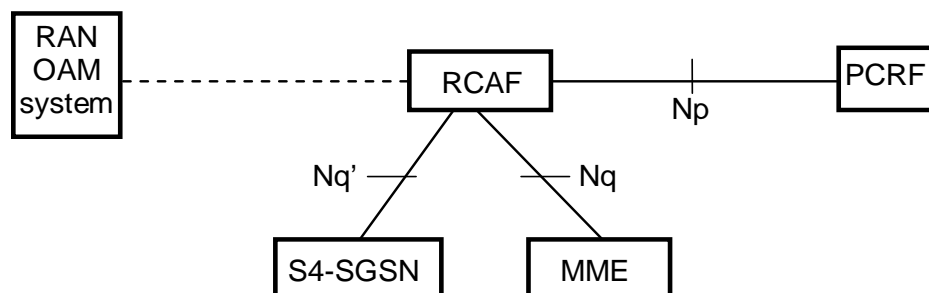 RAN
OAM
system
RCAF
PCRF
Np
Nq’
Nq
S4-SGSN
MME